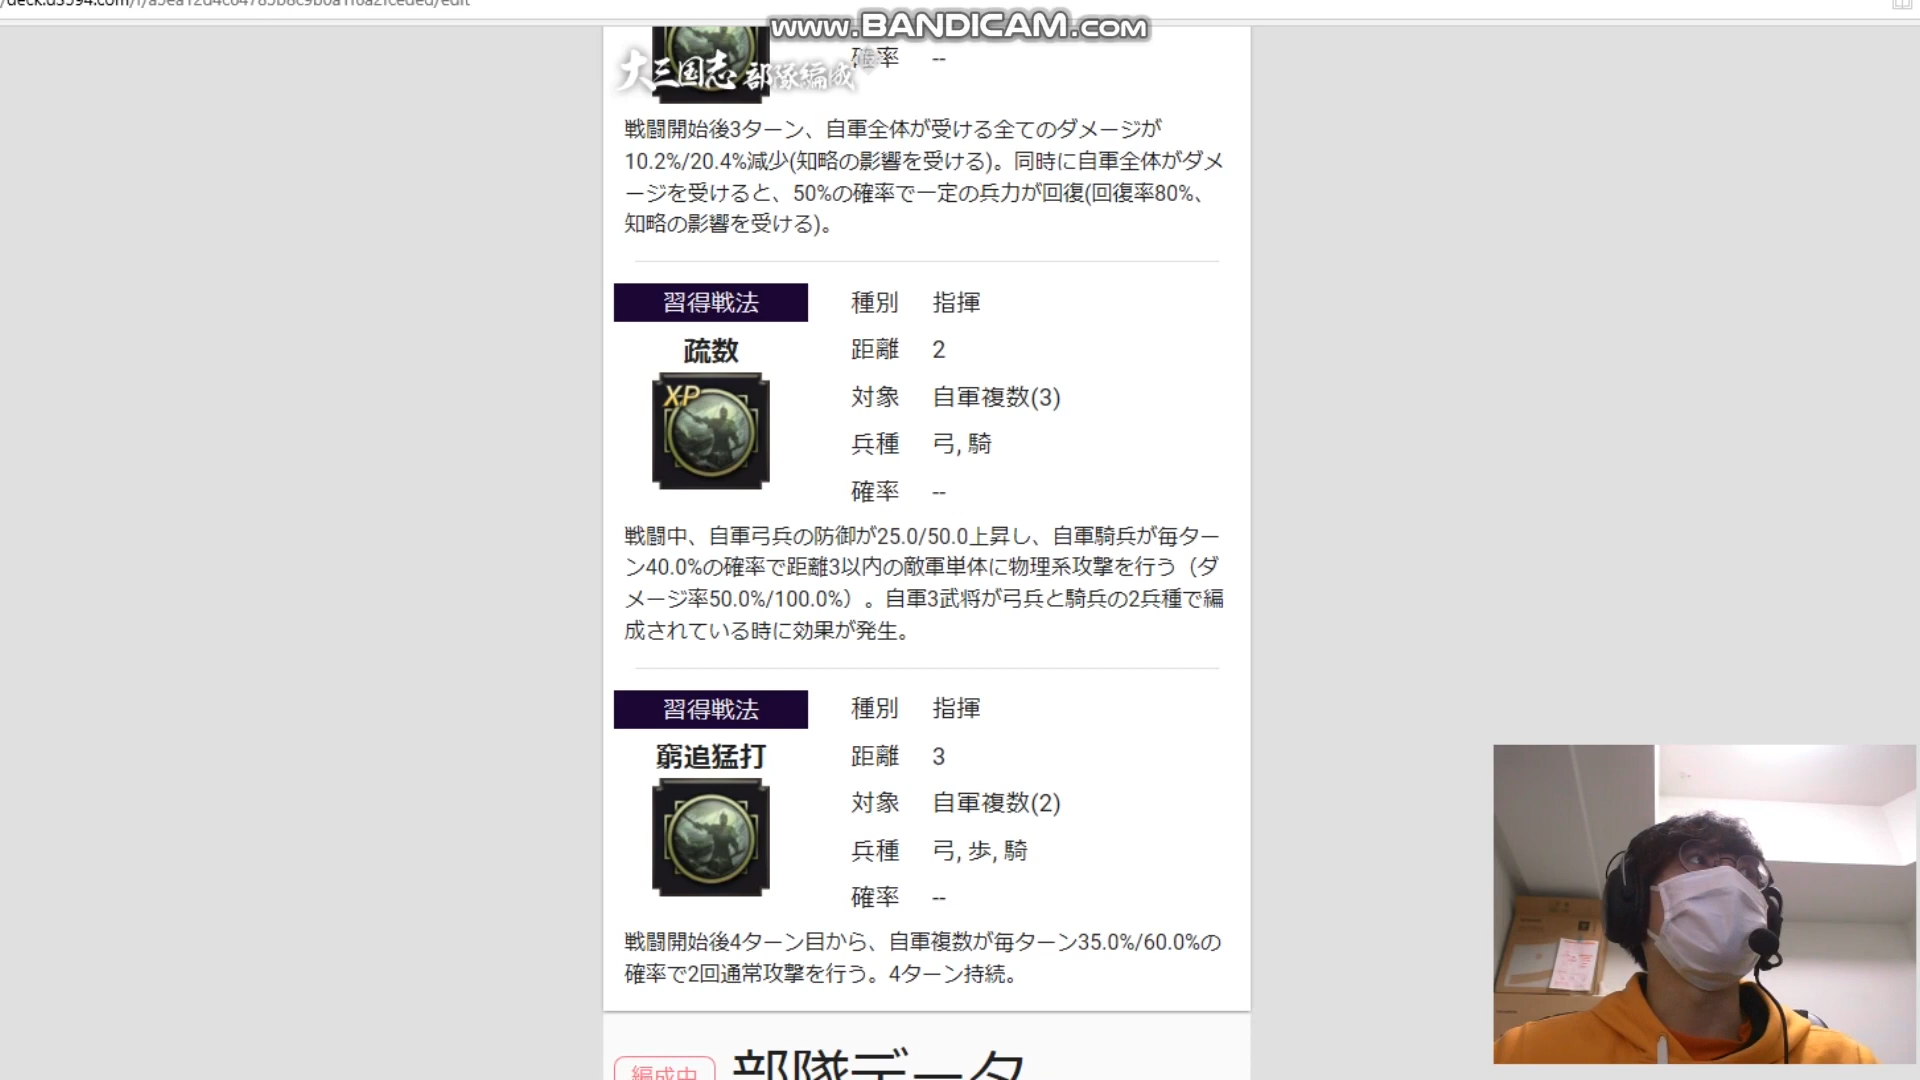 www.BANDICAM.com
大三国志 部隊編成
確率 --
戦闘開始後3ターン、自軍全体が受ける全てのダメージが
10.2%/20.4%減少(知略の影響を受ける)。同時に自軍全体がダメ
ージを受けると、50%の確率で一定の兵力が回復(回復率80%、
知略の影響を受ける)。
習得戦法
疏数
XP
種別 指揮
距離 2
対象 自軍複数(3)
兵種 弓, 騎
確率 --
戦闘中、自軍弓兵の防御が25.0/50.0上昇し、自軍騎兵が毎ター
ン40.0%の確率で距離3以内の敵軍単体に物理系攻撃を行う（ダ
メージ率50.0%/100.0%）。自軍3武将が弓兵と騎兵の2兵種で編
成されている時に効果が発生。
習得戦法
窮追猛打
種別 指揮
距離 3
対象 自軍複数(2)
兵種 弓, 歩, 騎
確率 --
戦闘開始後4ターン目から、自軍複数が毎ターン35.0%/60.0%の
確率で2回通常攻撃を行う。4ターン持続。
編成中
部隊データ